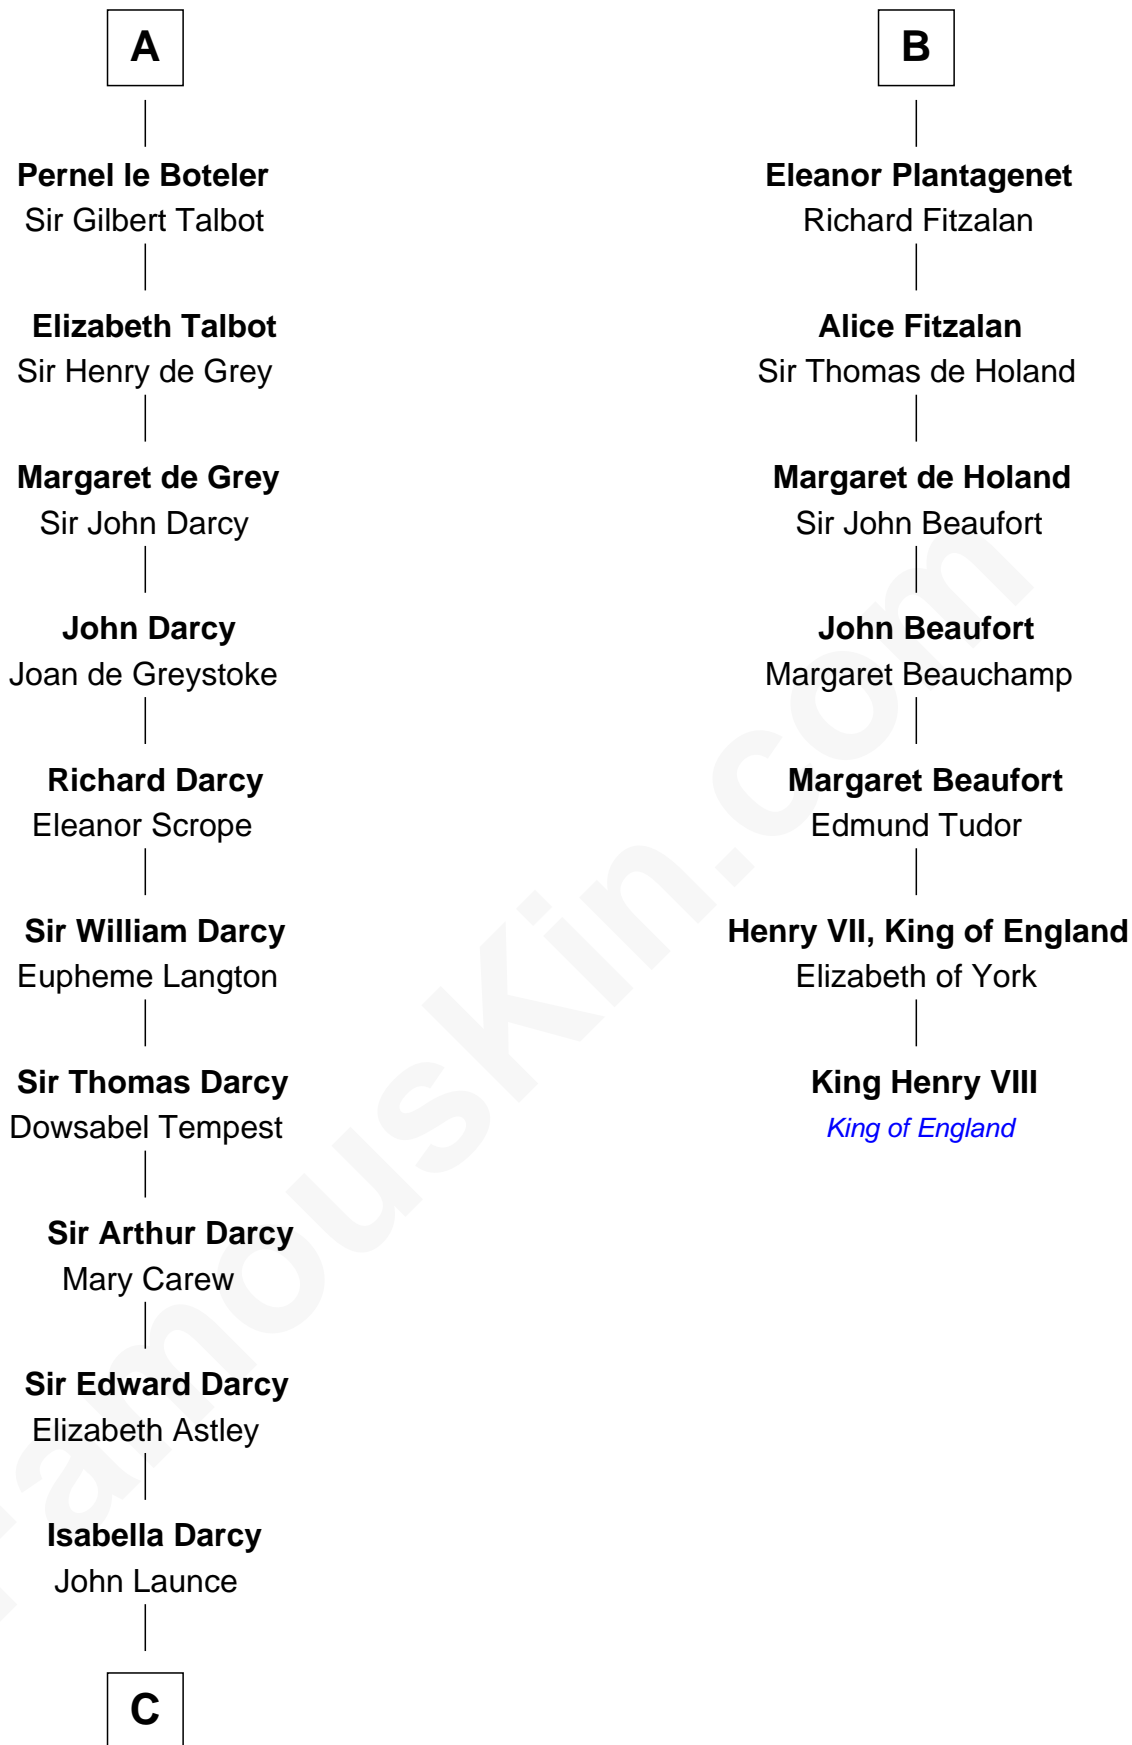 A
Pernel le Boteler
Sir Gilbert Talbot
Elizabeth Talbot
Sir Henry de Grey
Margaret de Grey
Sir John Darcy
John Darcy
Joan de Greystoke
Richard Darcy
Eleanor Scrope
Sir William Darcy
Eupheme Langton
Sir Thomas Darcy
Dowsabel Tempest
Sir Arthur Darcy
Mary Carew
Sir Edward Darcy
Elizabeth Astley
Isabella Darcy
John Launce
C
B
Eleanor Plantagenet
Richard Fitzalan
Alice Fitzalan
Sir Thomas de Holand
Margaret de Holand
Sir John Beaufort
John Beaufort
Margaret Beauchamp
Margaret Beaufort
Edmund Tudor
Henry VII, King of England
Elizabeth of York
King Henry VIII
King of England
FamousKin.com